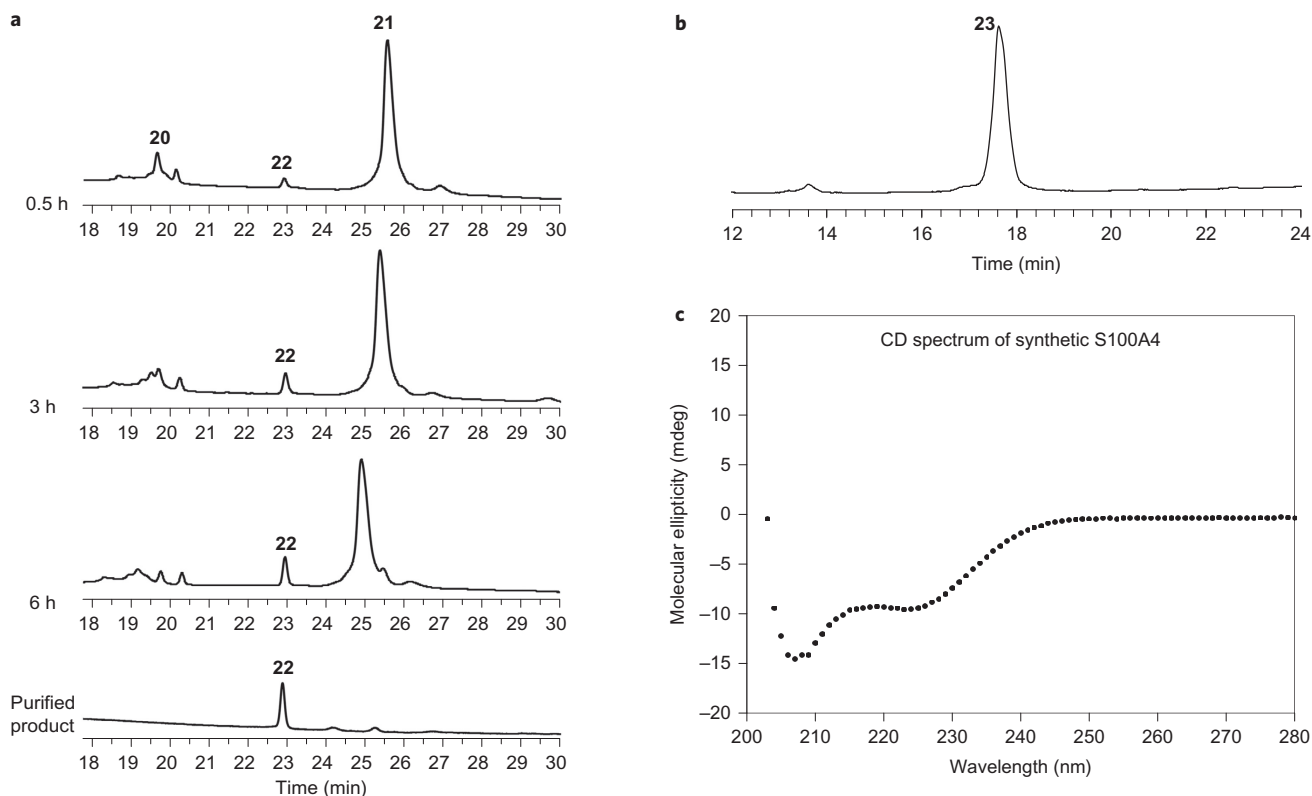 a
21
20
22
0.5 h
18 19 20 21 22 23 24 25 26 27 28 29 30
22
3 h
18 19 20 21 22 23 24 25 26 27 28 29 30
22
6 h
18 19 20 21 22 23 24 25 26 27 28 29 30
22
Purified
product
18 19 20 21 22 23 24 25 26 27 28 29 30
Time (min)
b
23
12 14 16 18 20 22 24
Time (min)
c
CD spectrum of synthetic S100A4
Molecular ellipticity (mdeg)
20
15
10
5
0
−5
−10
−15
−20
200 210 220 230 240 250 260 270 280
Wavelength (nm)